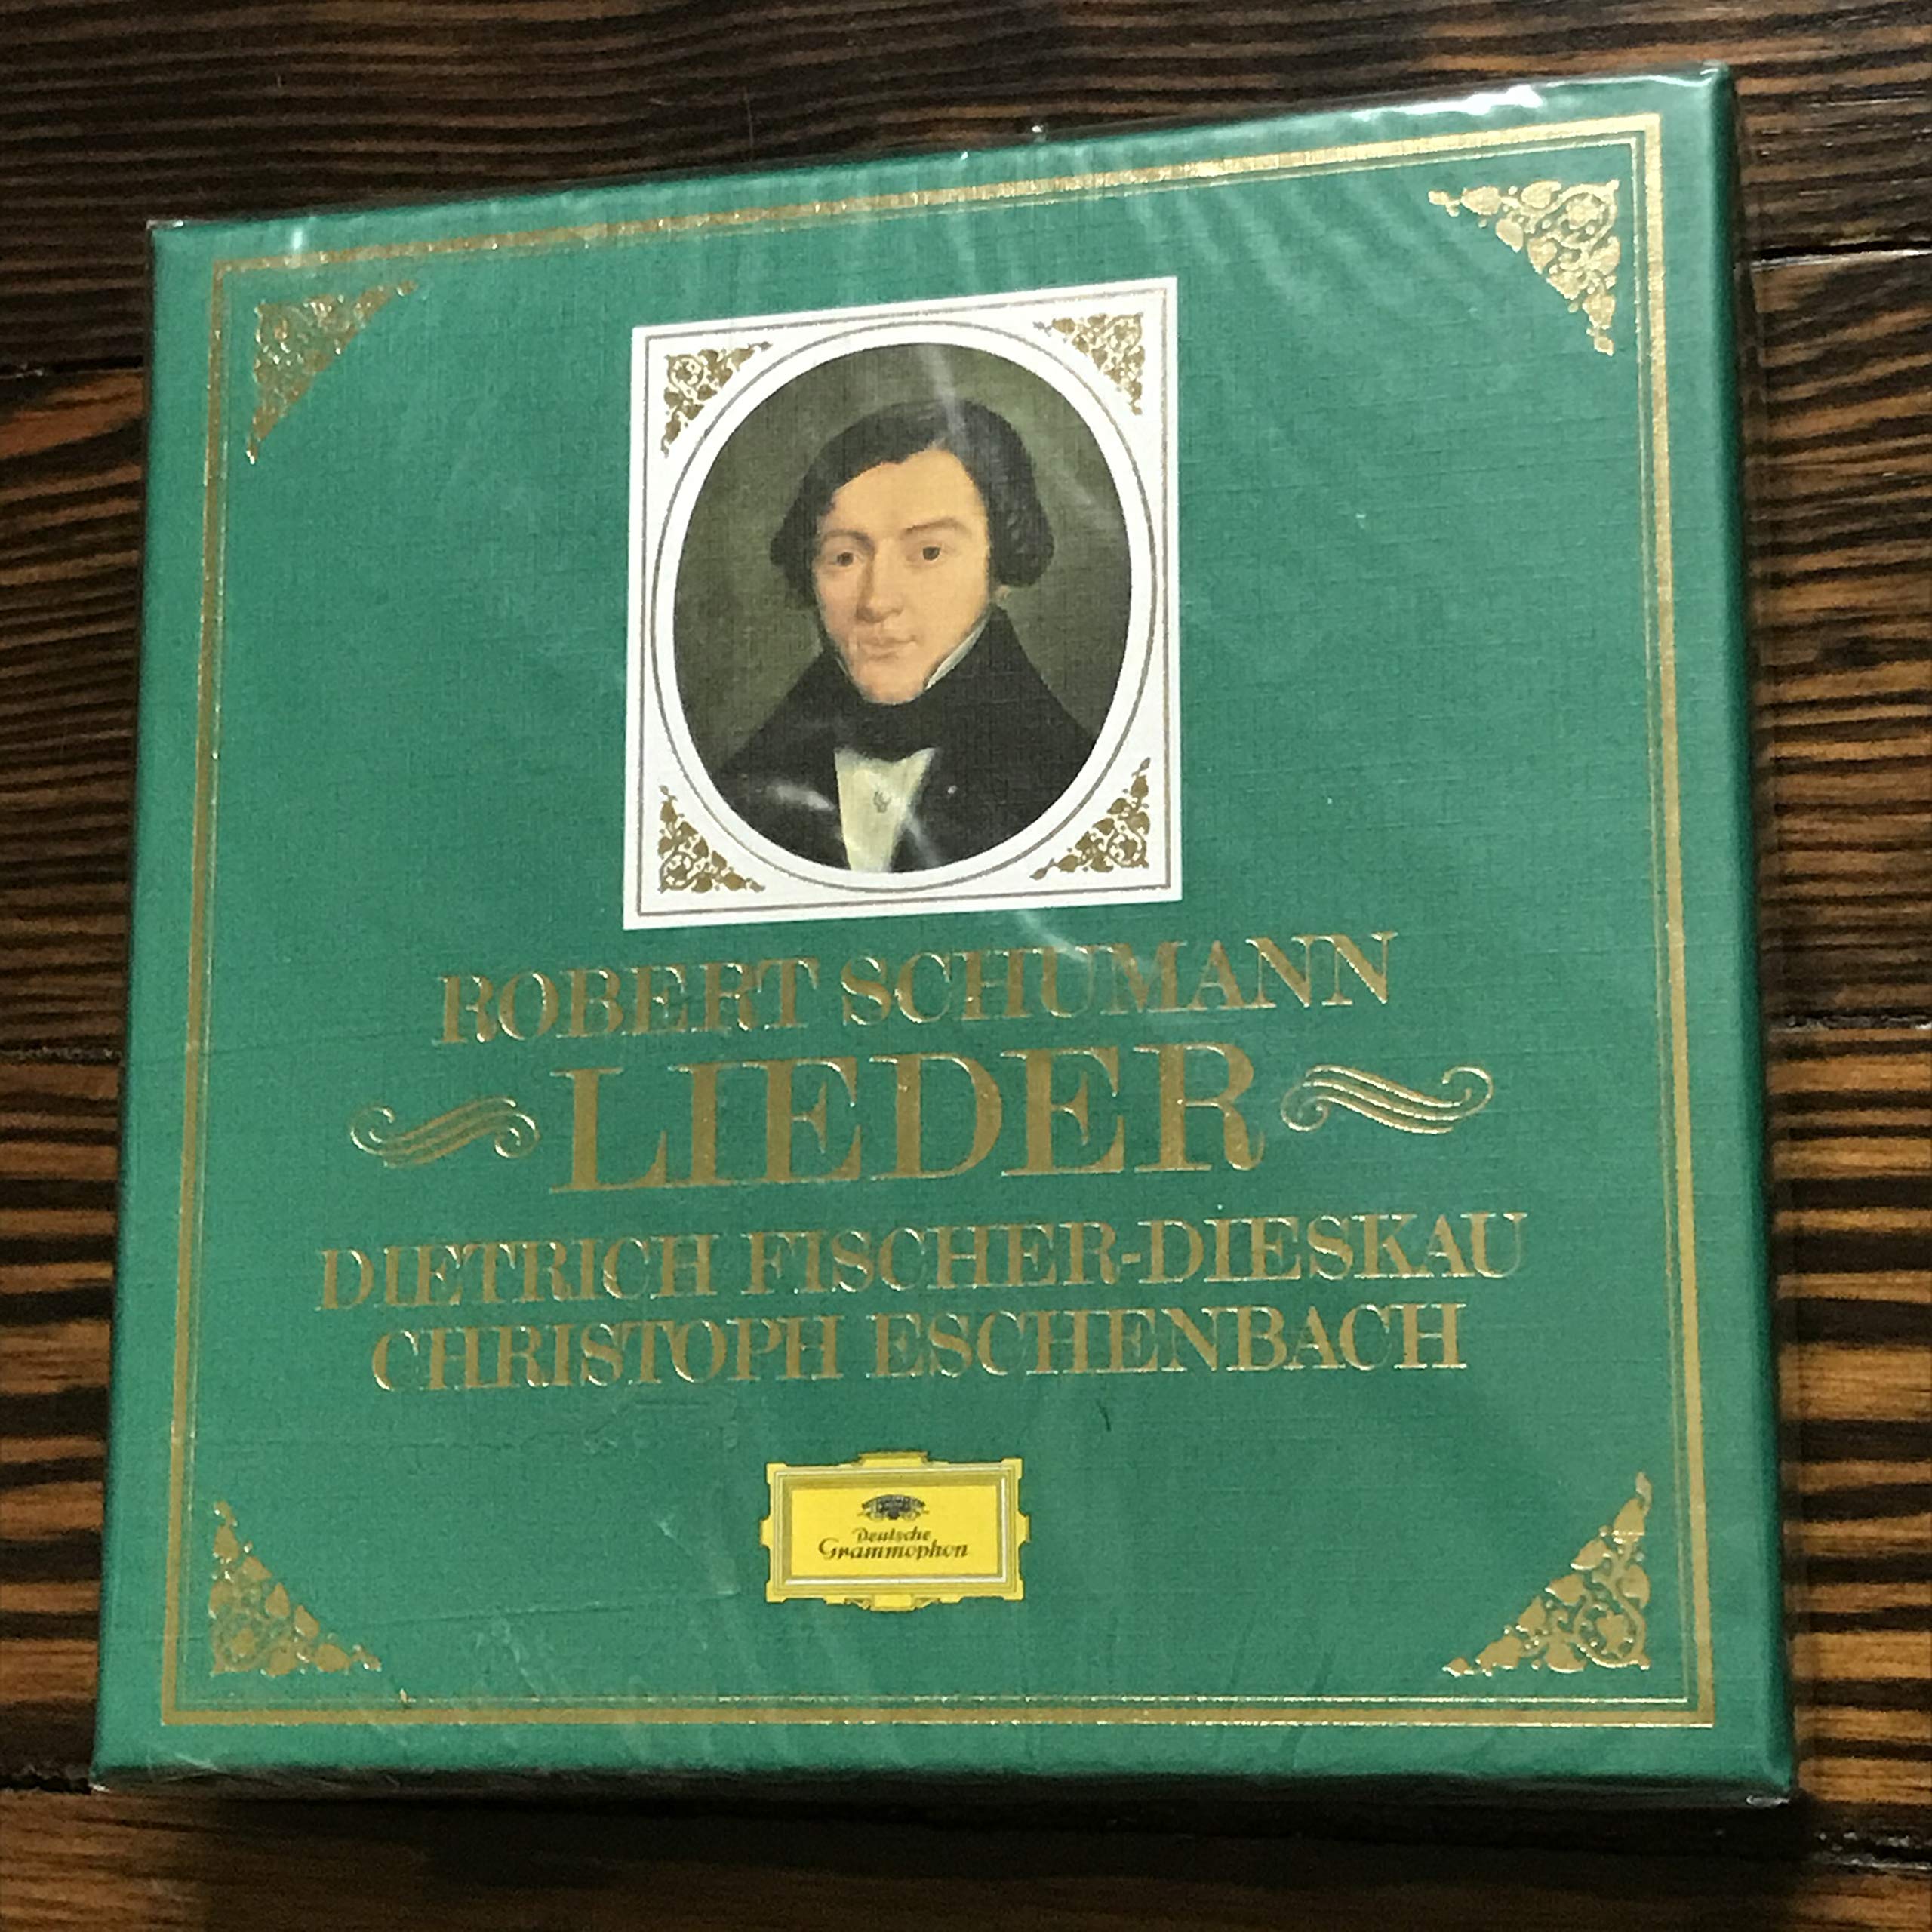 ROBERT SCHUMANN
LIEDER
DIETRICH FISCHER-DIESKAU
CHRISTOPH ESCHENBACH
Deutsche
Grammophon